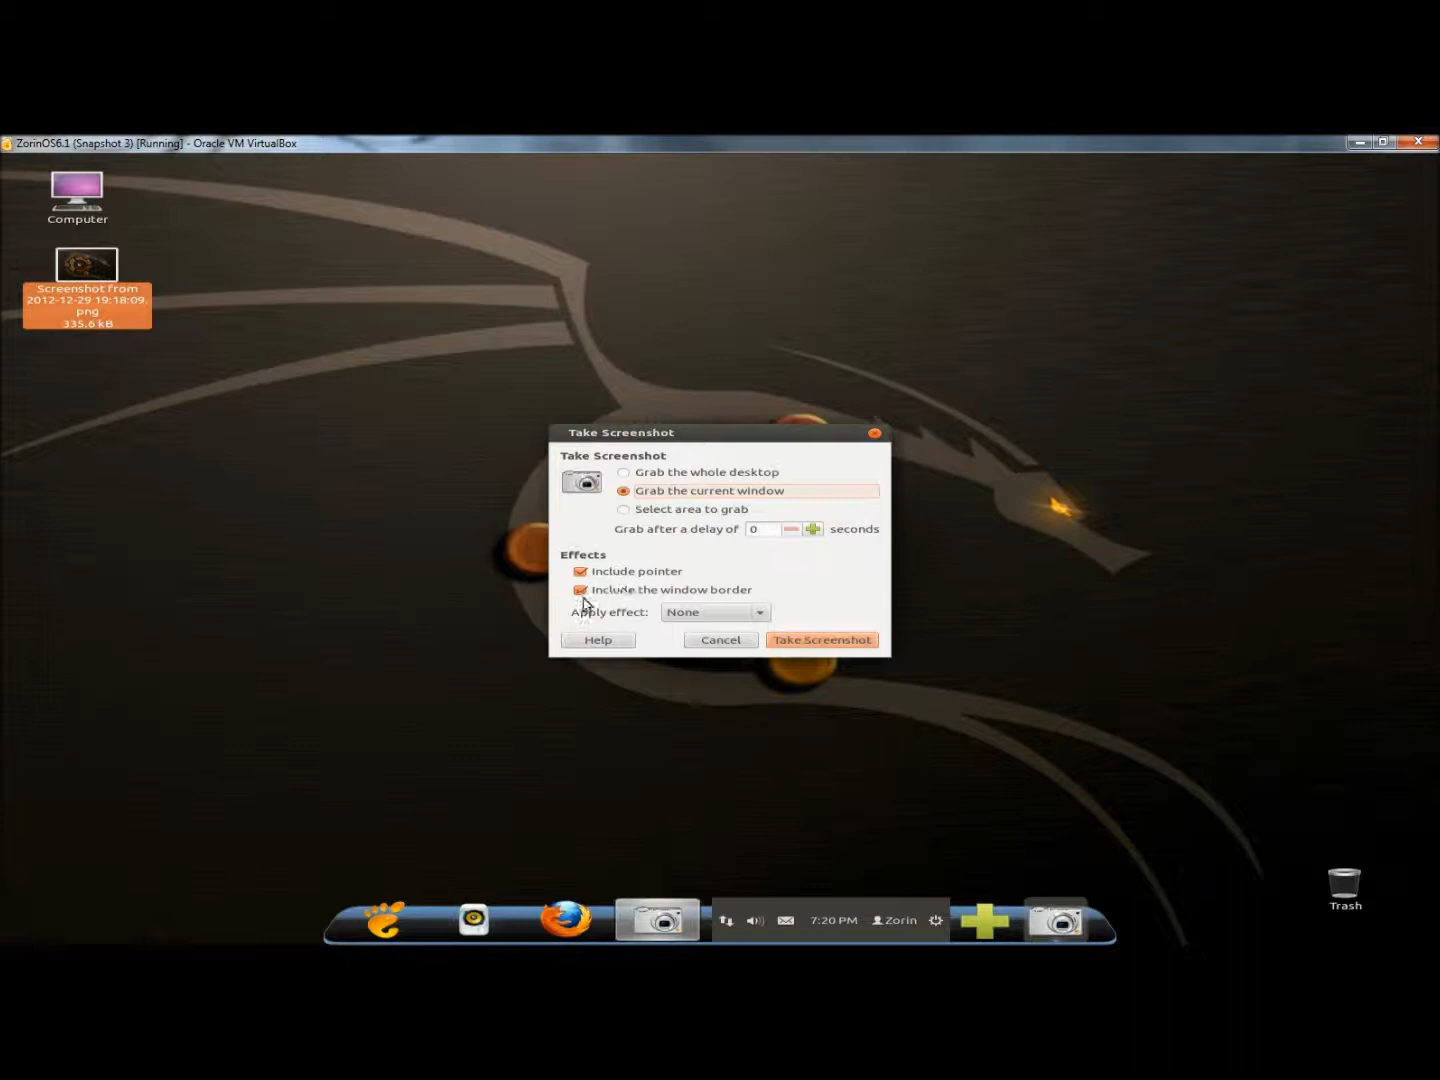 ZorinOS6.1 (Snapshot 3) [Running] - Oracle VM VirtualBox
Computer
Screenshot from
2012-12-29 19:18:09.
png
335.6 kB
Take Screenshot
Take Screenshot
Grab the whole desktop
Grab the current window
Select area to grab
Grab after a delay of 0 seconds
Effects
Include pointer
Include the window border
Apply effect: None
Help Cancel Take Screenshot
Trash
7:20 PM Zorin